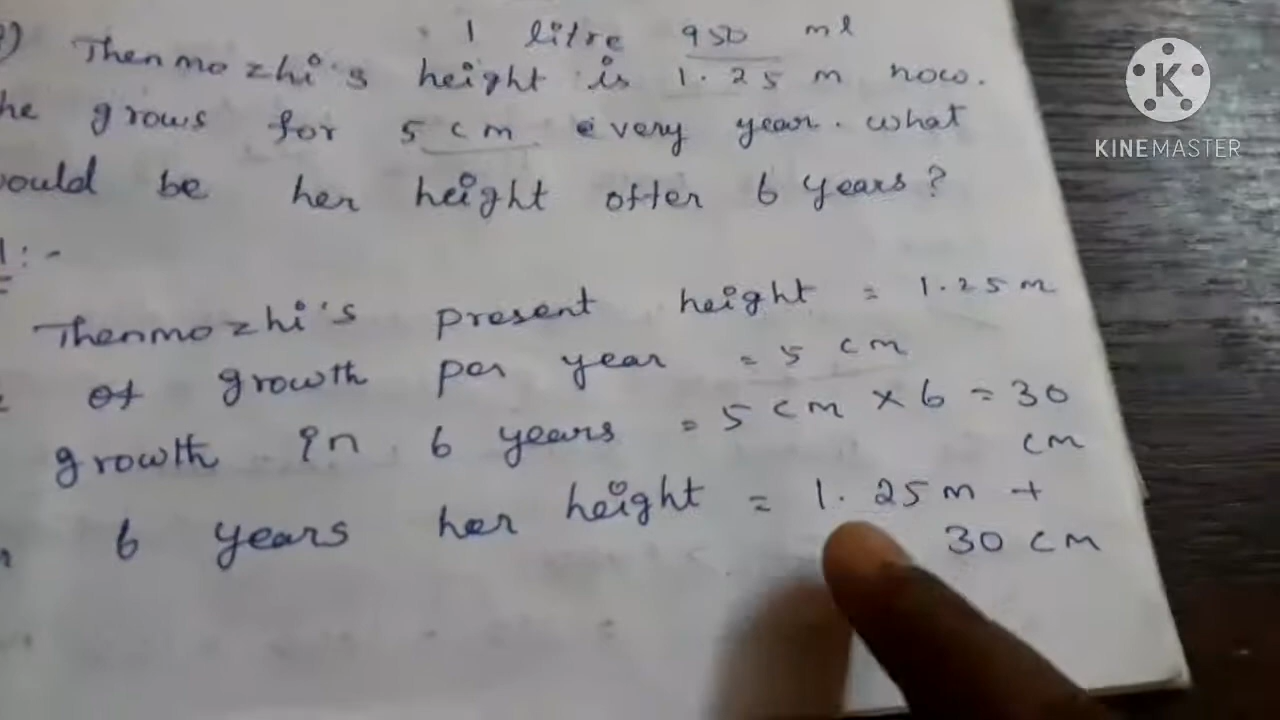 1 litre 950 ml
Thenmozhi's height is 1.25 m now.
he grows for 5 cm every year. what
ould be her height after 6 years?
:-
Thenmozhi's present height = 1.25 m
of growth per year = 5 cm
growth in 6 years = 5 cm × 6 = 30
cm
6 years her height = 1.25 m +
30 cm
KINEMASTER